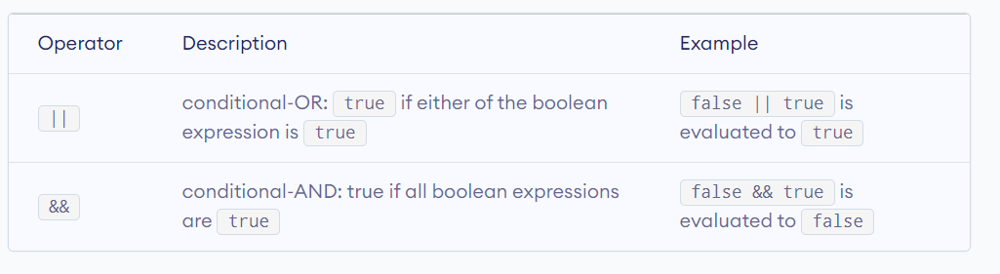 Operator Description Example
conditional-OR: true if either of the boolean false || true is
||
expression is true evaluated to true
conditional-AND: true if all boolean expressions false && true is
&&
are true evaluated to false